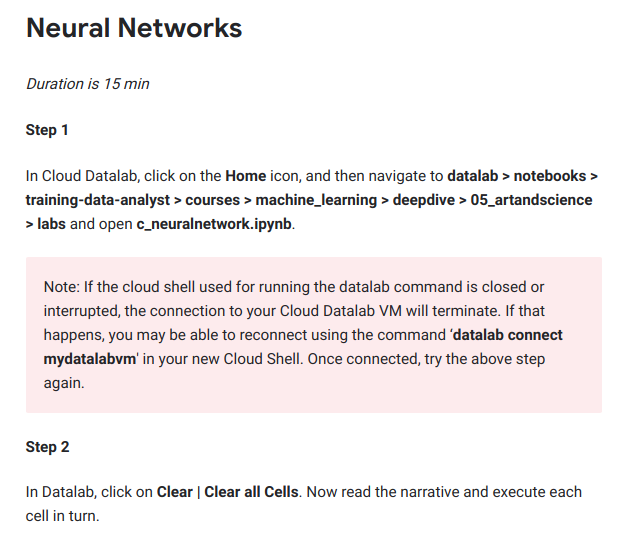 Neural Networks
Duration is 15 min
Step 1
In Cloud Datalab, click on the Home icon, and then navigate to datalab > notebooks >
training-data-analyst > courses > machine_learning > deepdive > 05_artandscience
> labs and open c_neuralnetwork.ipynb.
Note: If the cloud shell used for running the datalab command is closed or
interrupted, the connection to your Cloud Datalab VM will terminate. If that
happens, you may be able to reconnect using the command ‘datalab connect
mydatalabvm' in your new Cloud Shell. Once connected, try the above step
again.
Step 2
In Datalab, click on Clear | Clear all Cells. Now read the narrative and execute each
cell in turn.